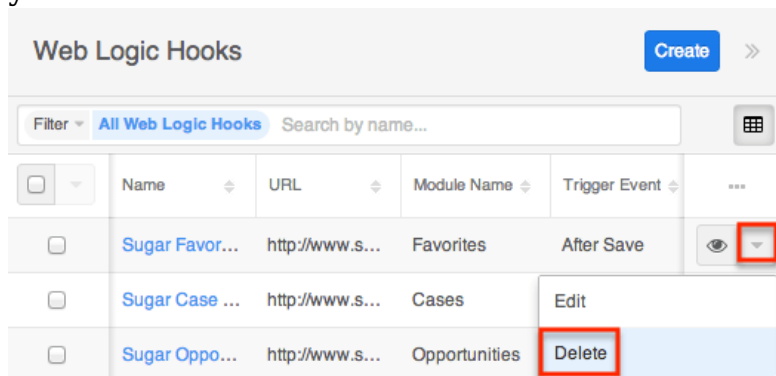 Web Logic Hooks Create
Filter All Web Logic Hooks Search by name...
Name URL Module Name Trigger Event
Sugar Favor... http://www.s... Favorites After Save
Sugar Case ... http://www.s... Cases Edit
Sugar Oppo... http://www.s... Opportunities Delete